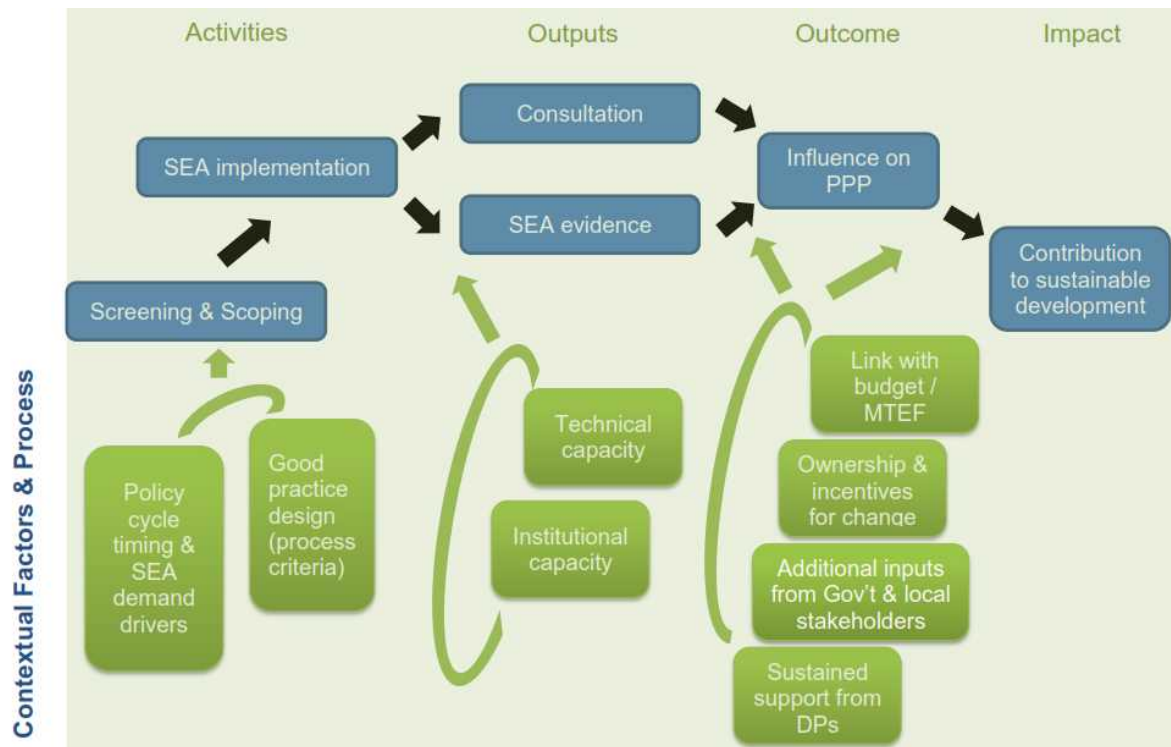 Activities
Outputs
Outcome
Impact
Consultation
SEA implementation
Influence on
PPP
SEA evidence
Contribution
to sustainable
development
Screening & Scoping
Link with
budget /
MTEF
Technical
capacity
Good
practice
design
(process
criteria)
Policy
cycle
timing &
SEA
demand
drivers
Ownership &
incentives
for change
Institutional
capacity
Additional inputs
from Gov't & local
stakeholders
Sustained
support from
DPs
Contextual Factors & Process